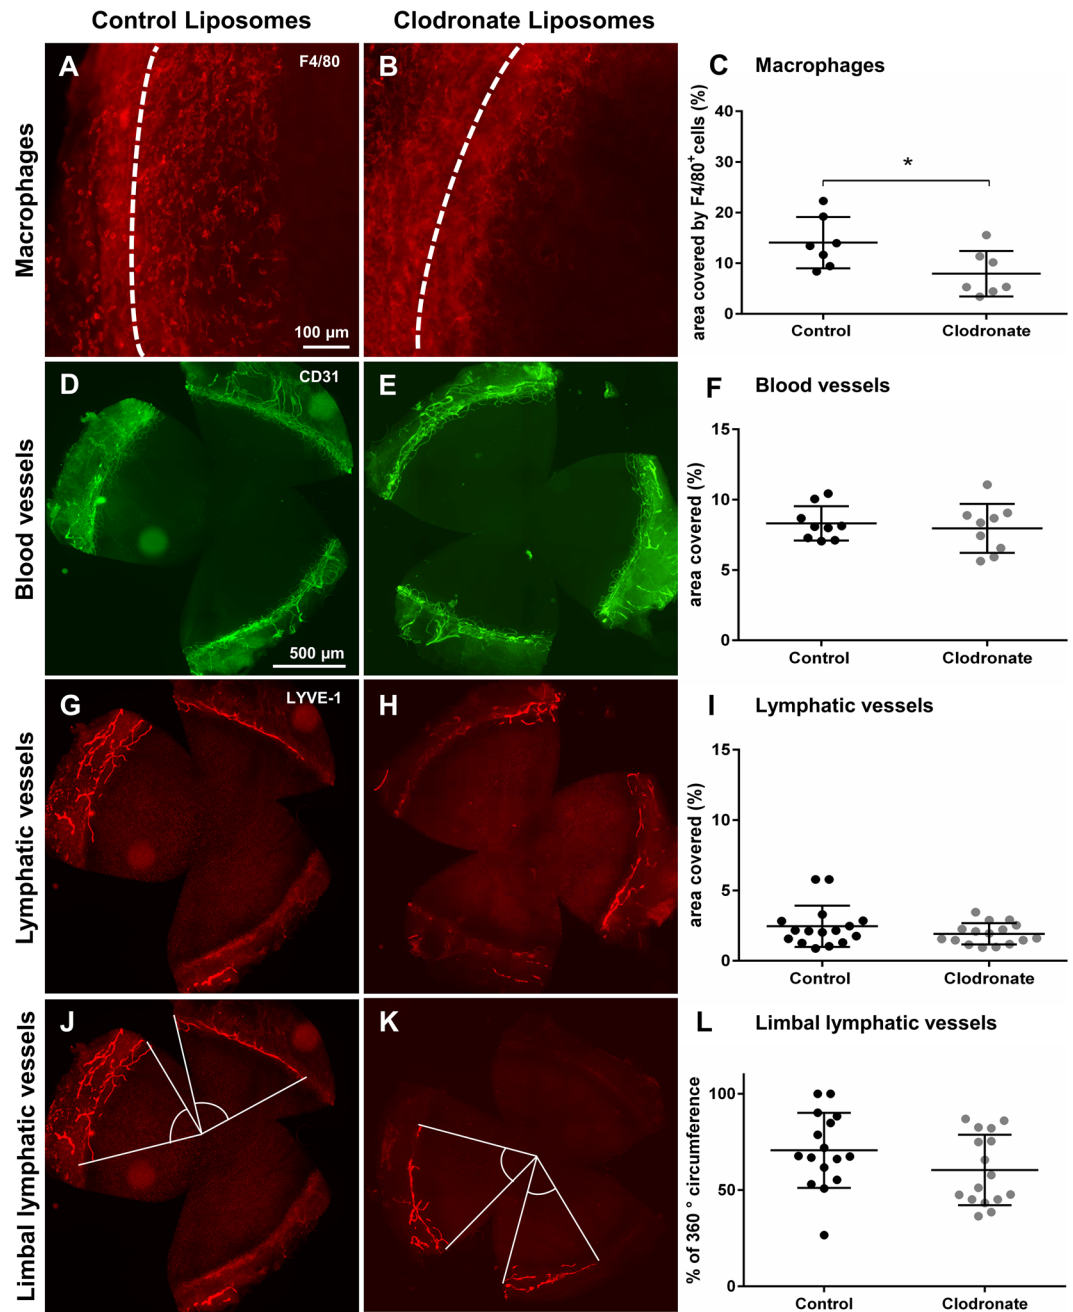 Control Liposomes Clodronate Liposomes
Macrophages
A F4/80
100 µm
B
C Macrophages
area covered by F4/80+cells (%)
40
30
20
10
0
*
Control Clodronate
Blood vessels
D CD31
500 µm
E
F Blood vessels
area covered (%)
15
10
5
0
Control Clodronate
Lymphatic vessels
G LYVE-1
H
I Lymphatic vessels
area covered (%)
15
10
5
0
Control Clodronate
Limbal lymphatic vessels
J
K
L Limbal lymphatic vessels
% of 360 ° circumference
100
50
0
Control Clodronate